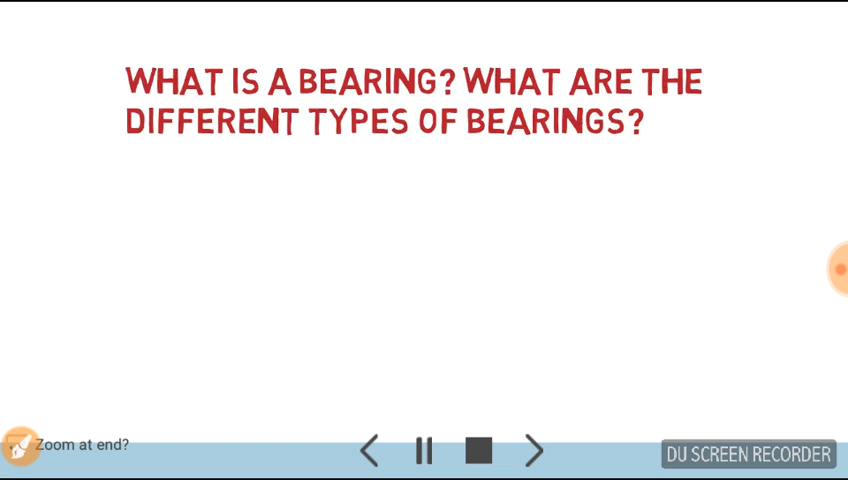 WHAT IS A BEARING? WHAT ARE THE
DIFFERENT TYPES OF BEARINGS?
Zoom at end?
DU SCREEN RECORDER